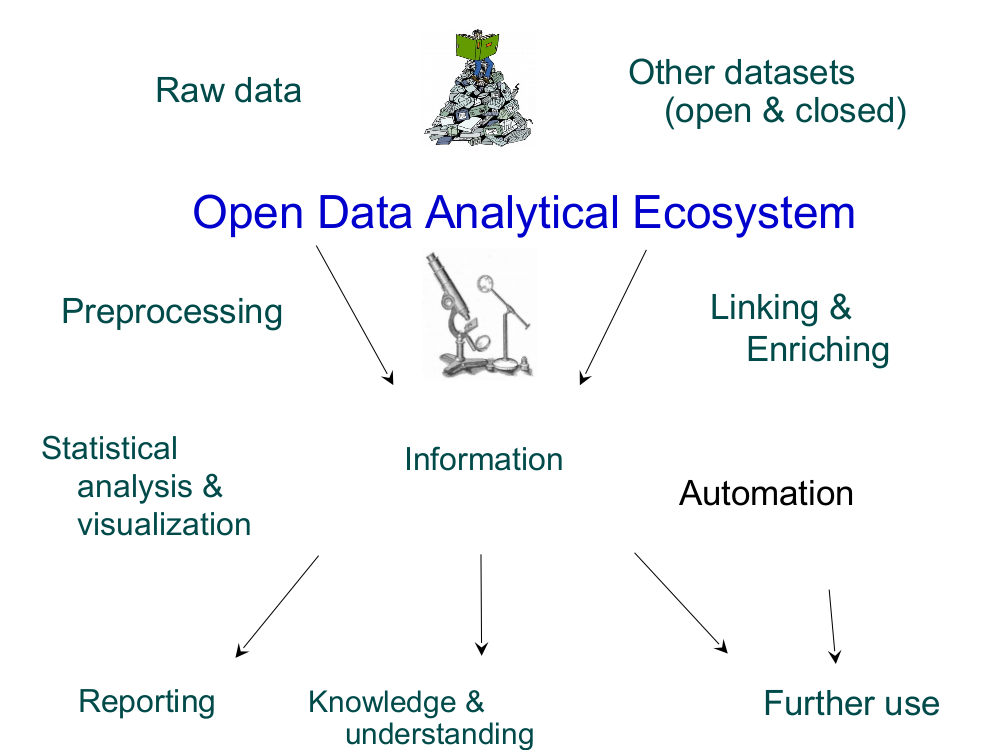 Raw data
Other datasets
(open & closed)
Open Data Analytical Ecosystem
Preprocessing
Linking &
Enriching
Statistical
analysis &
visualization
Information
Automation
Reporting
Knowledge &
understanding
Further use